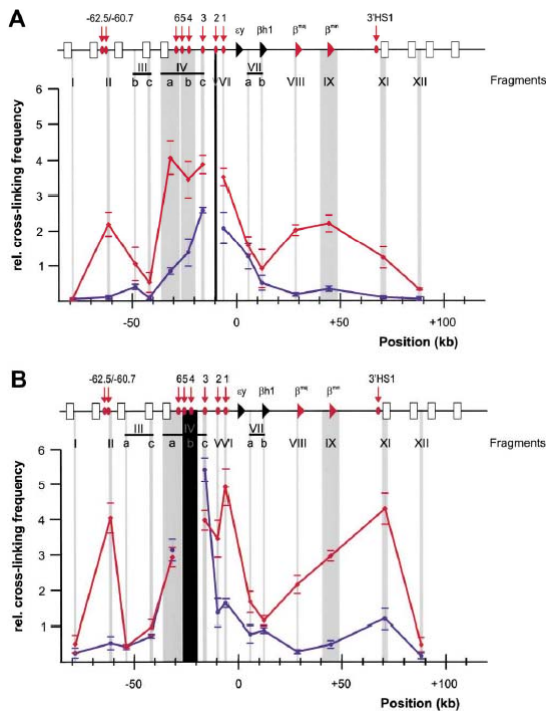 A
-62.5/-60.7 65 4 3 2 1 εy βh1 βmaj βmin 3'HS1
III IV VII
I II b c a b c V VI a b VIII IX XI XII Fragments
6
5
4
3
2
1
rel. cross-linking frequency
-50 0 +50 +100
Position (kb)
B
-62.5/-60.7 65 4 3 2 1 εy βh1 βmaj βmin 3'HS1
III IV VII
I II a c a b c V VI a b VIII IX XI XII Fragments
6
5
4
3
2
1
rel. cross-linking frequency
-50 0 +50 +100
Position (kb)